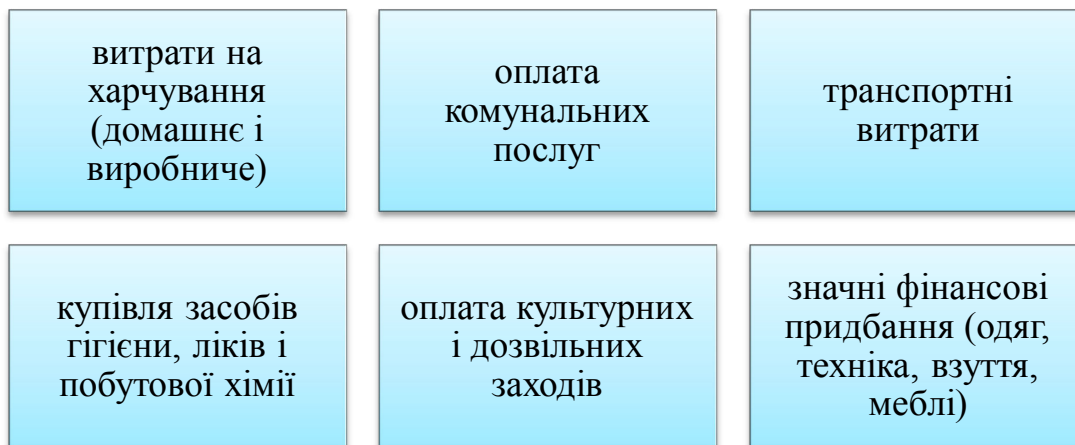 витрати на
харчування
(домашнє і
виробниче)
оплата
комунальних
послуг
транспортні
витрати
купівля засобів
гігієни, ліків і
побутової хімії
оплата культурних
і дозвільних
заходів
значні фінансові
придбання (одяг,
техніка, взуття,
меблі)